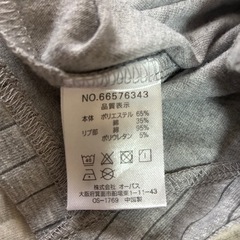 NO.66576343
品質表示
本体 ポリエステル 65%
綿 35%
リブ部 綿 95%
ポリウレタン 5%
株式会社 オーパス
大阪府箕面市船場東1-11-43
05-1769 中国製